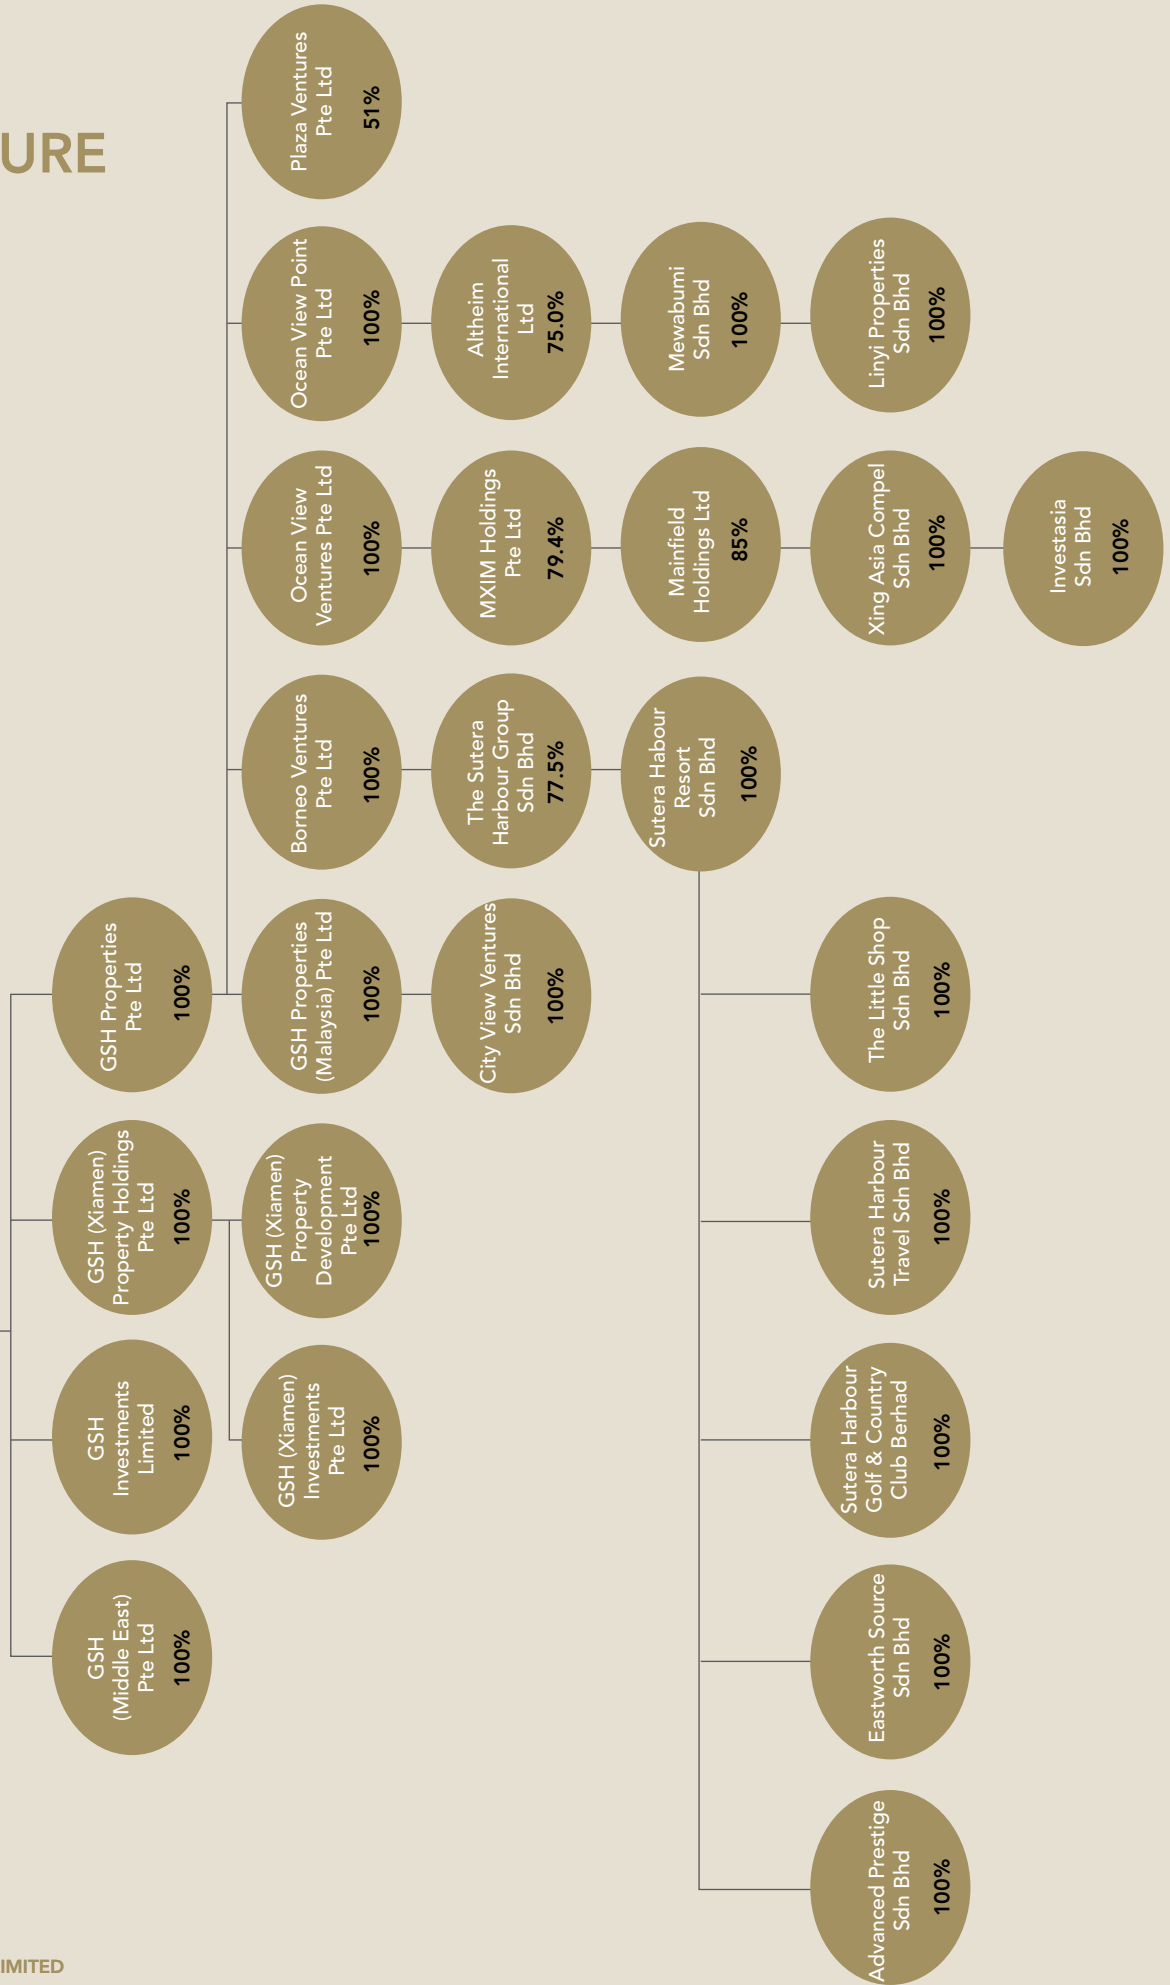 URE
GSH
(Middle East)
Pte Ltd
100%
GSH
Investments
Limited
100%
GSH (Xiamen)
Property Holdings
Pte Ltd
100%
GSH Properties
Pte Ltd
100%
GSH (Xiamen)
Investments
Pte Ltd
100%
GSH (Xiamen)
Property
Development
Pte Ltd
100%
GSH Properties
(Malaysia) Pte Ltd
100%
Borneo Ventures
Pte Ltd
100%
Ocean View
Ventures Pte Ltd
100%
Ocean View Point
Pte Ltd
100%
Plaza Ventures
Pte Ltd
51%
City View Ventures
Sdn Bhd
100%
The Sutera
Harbour Group
Sdn Bhd
77.5%
MXIM Holdings
Pte Ltd
79.4%
Altheim
International
Ltd
75.0%
Sutera Habour
Resort
Sdn Bhd
100%
Mainfield
Holdings Ltd
85%
Mewabumi
Sdn Bhd
100%
Advanced Prestige
Sdn Bhd
100%
Eastworth Source
Sdn Bhd
100%
Sutera Harbour
Golf & Country
Club Berhad
100%
Sutera Harbour
Travel Sdn Bhd
100%
The Little Shop
Sdn Bhd
100%
Xing Asia Compel
Sdn Bhd
100%
Linyi Properties
Sdn Bhd
100%
Investasia
Sdn Bhd
100%
IMITED